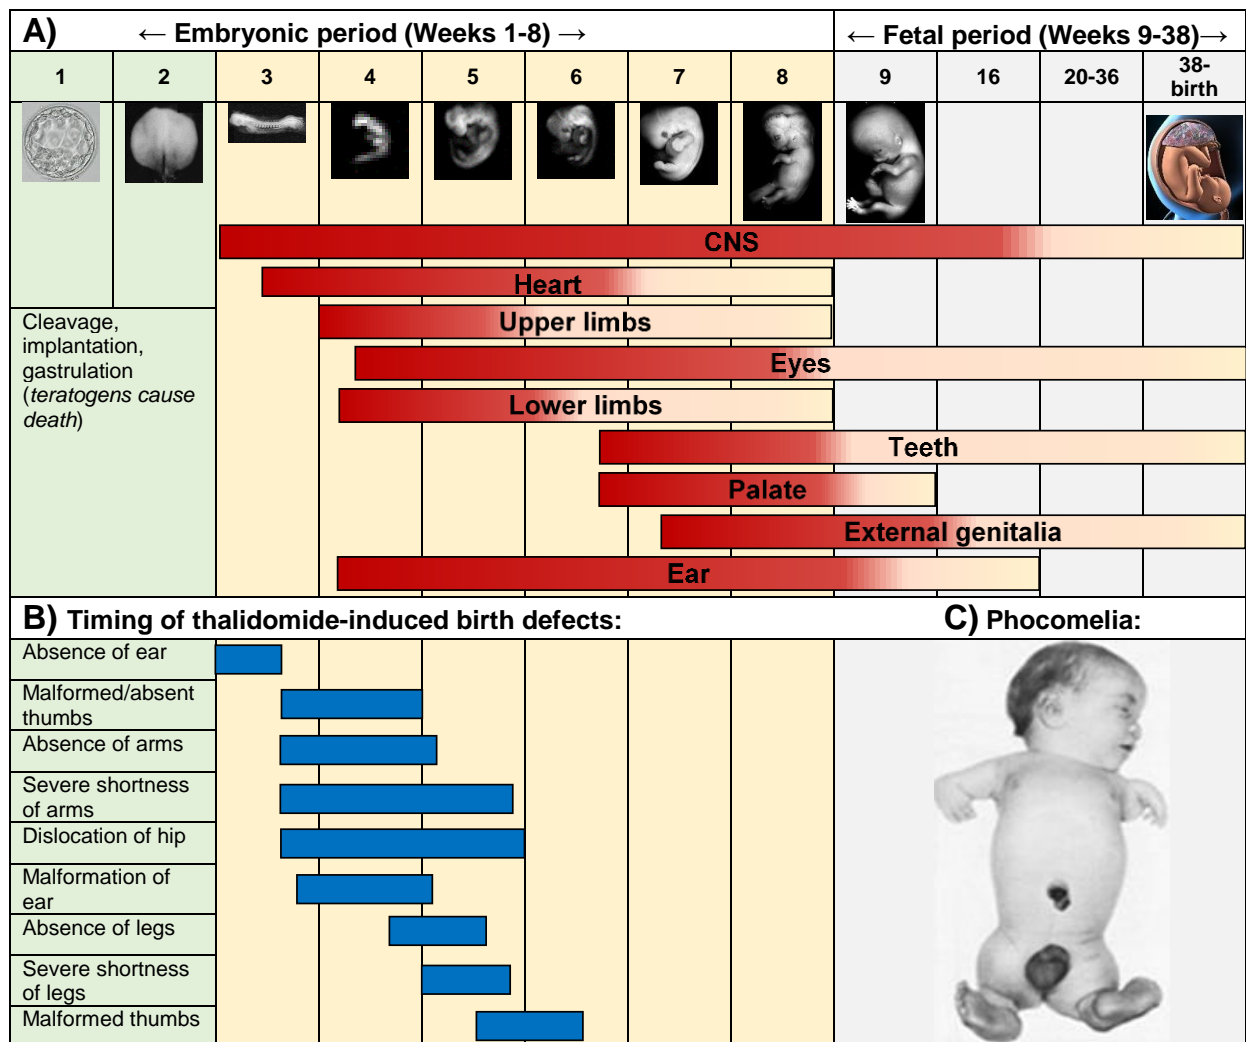 A) ← Embryonic period (Weeks 1-8) →
← Fetal period (Weeks 9-38)→
1 2 3 4 5 6 7 8 9 16 20-36 38-
birth
CNS
Heart
Upper limbs
Eyes
Lower limbs
Teeth
Palate
External genitalia
Ear
Cleavage,
implantation,
gastrulation
(teratogens cause
death)
B) Timing of thalidomide-induced birth defects:
Absence of ear
Malformed/absent
thumbs
Absence of arms
Severe shortness
of arms
Dislocation of hip
Malformation of
ear
Absence of legs
Severe shortness
of legs
Malformed thumbs
C) Phocomelia: